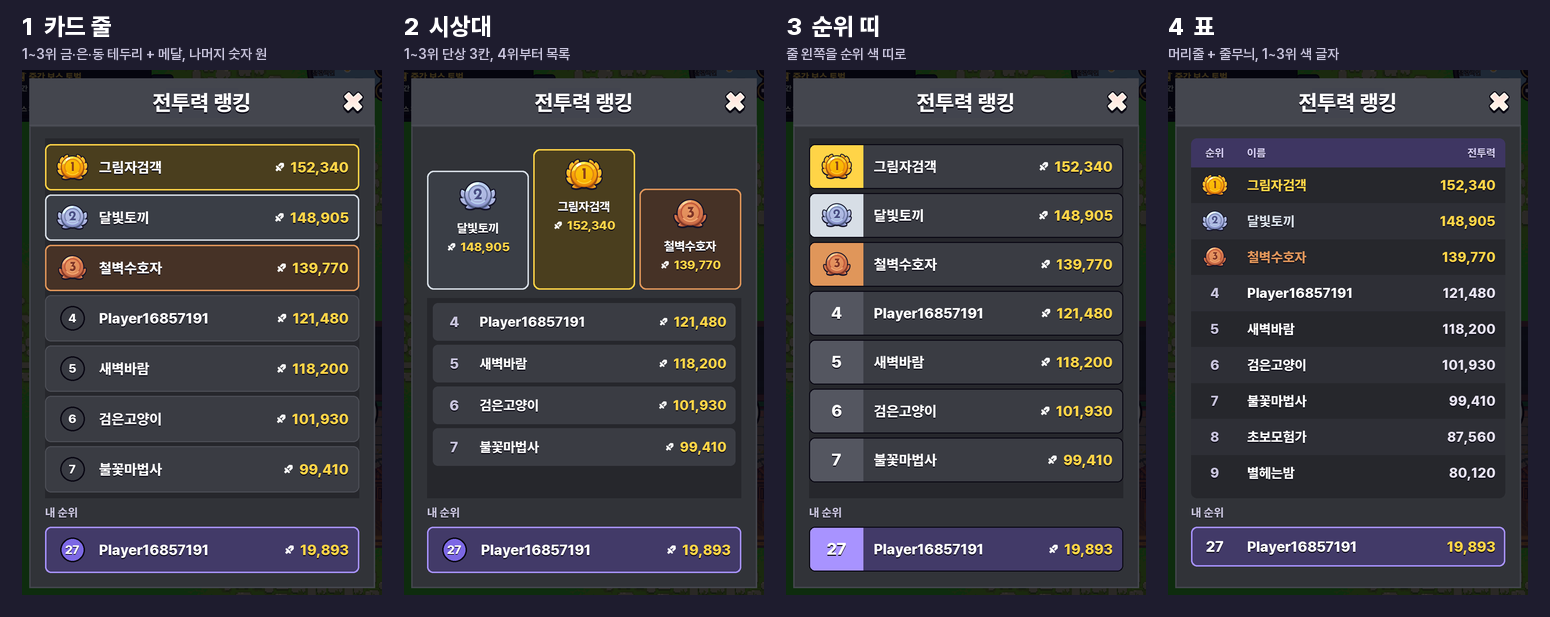 1 카드 줄
1~3위 금·은·동 테두리 + 메달, 나머지 숫자 원
전투력 랭킹
1 그림자검객 152,340
2 달빛토끼 148,905
3 철벽수호자 139,770
4 Player16857191 121,480
5 새벽바람 118,200
6 검은고양이 101,930
7 불꽃마법사 99,410
내 순위
27 Player16857191 19,893
2 시상대
1~3위 단상 3칸, 4위부터 목록
전투력 랭킹
2
달빛토끼
148,905
1
그림자검객
152,340
3
철벽수호자
139,770
4 Player16857191 121,480
5 새벽바람 118,200
6 검은고양이 101,930
7 불꽃마법사 99,410
내 순위
27 Player16857191 19,893
3 순위 띠
줄 왼쪽을 순위 색 띠로
전투력 랭킹
1 그림자검객 152,340
2 달빛토끼 148,905
3 철벽수호자 139,770
4 Player16857191 121,480
5 새벽바람 118,200
6 검은고양이 101,930
7 불꽃마법사 99,410
내 순위
27 Player16857191 19,893
4 표
머리줄 + 줄무늬, 1~3위 색 글자
전투력 랭킹
순위 이름 전투력
1 그림자검객 152,340
2 달빛토끼 148,905
3 철벽수호자 139,770
4 Player16857191 121,480
5 새벽바람 118,200
6 검은고양이 101,930
7 불꽃마법사 99,410
8 초보모험가 87,560
9 별헤는밤 80,120
내 순위
27 Player16857191 19,893